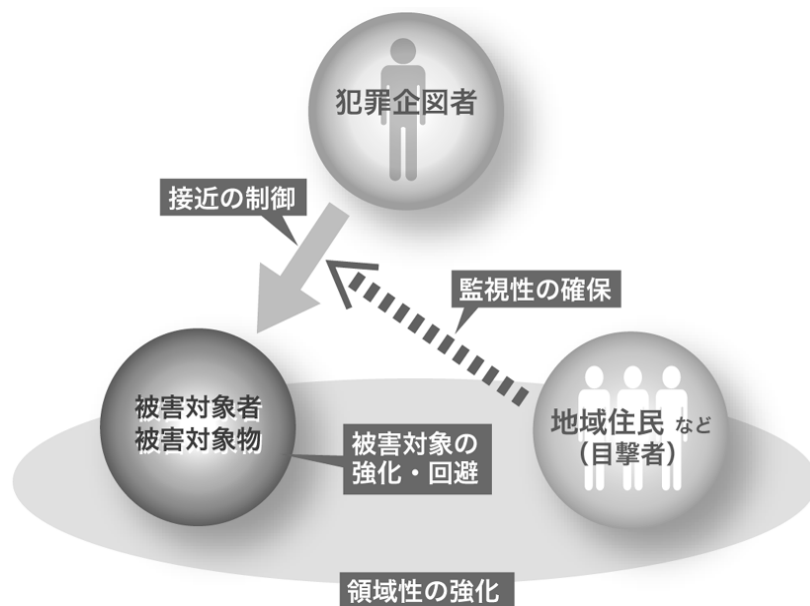 犯罪企図者
接近の制御
監視性の確保
被害対象者
被害対象物
被害対象の
強化・回避
地域住民 など
（目撃者）
領域性の強化